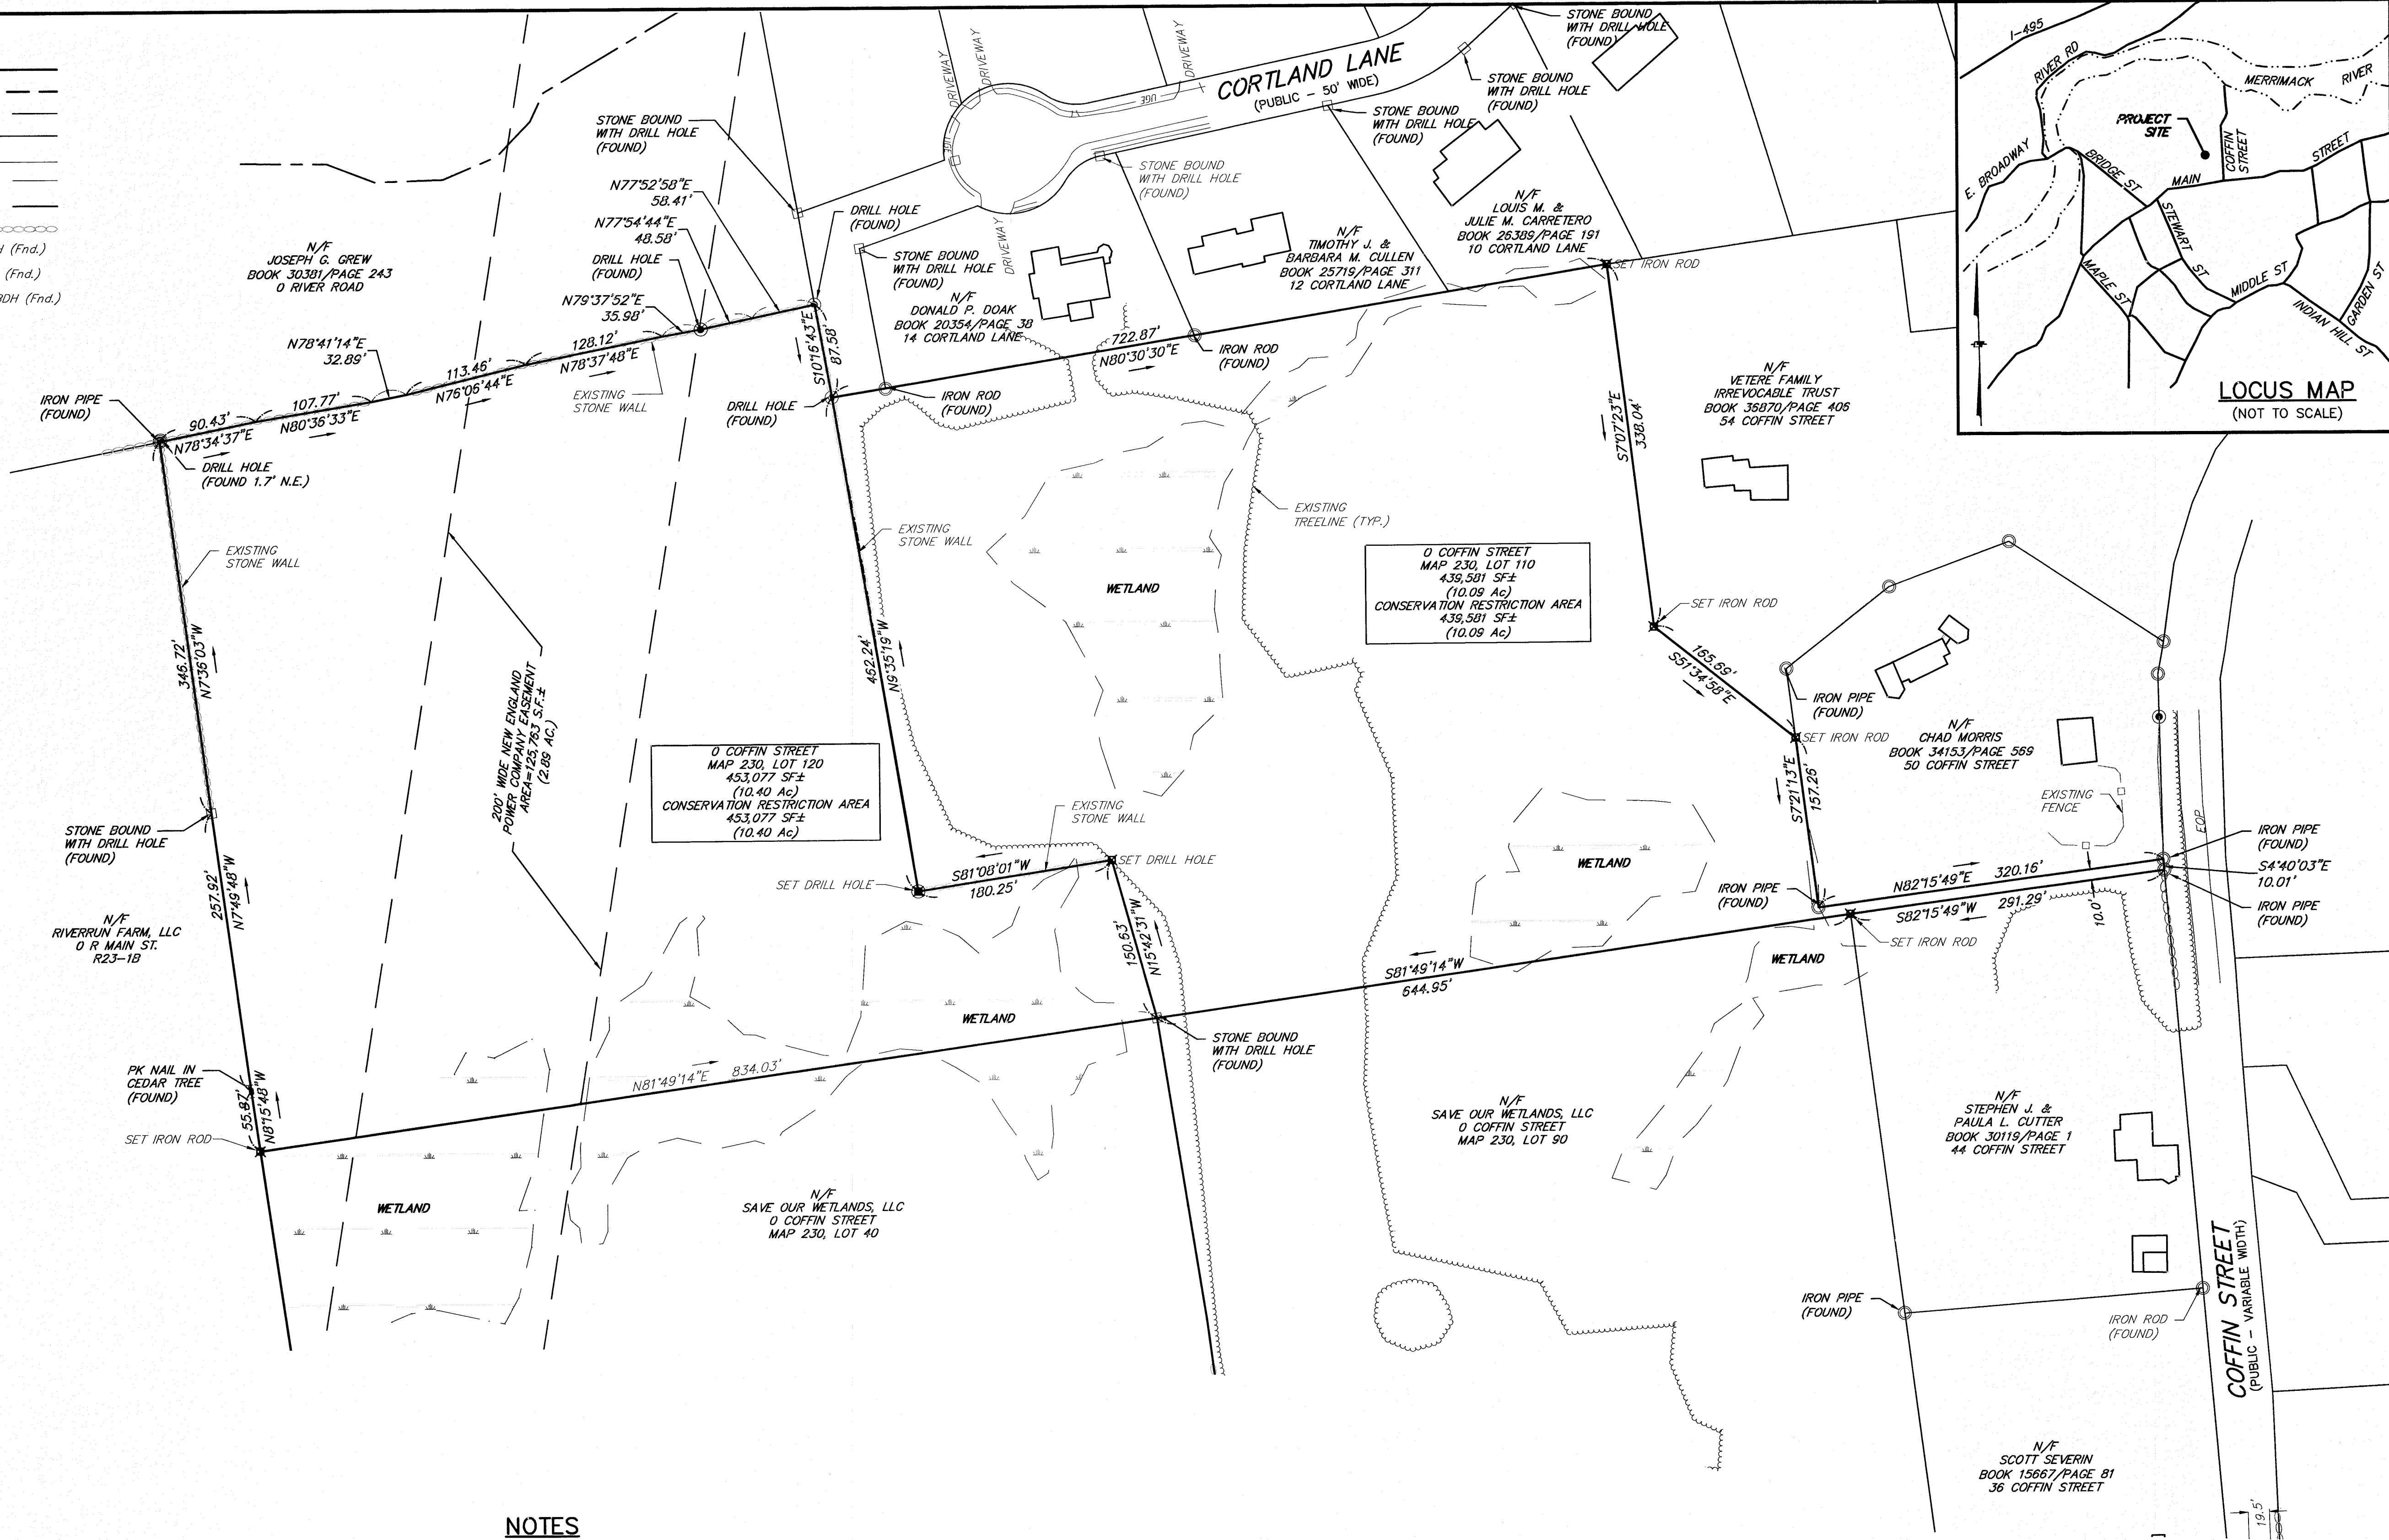 H (Fnd.)
(Fnd.)
BDH (Fnd.)
N/F
JOSEPH G. GREW
BOOK 30381/PAGE 243
0 RIVER ROAD
STONE BOUND
WITH DRILL HOLE
(FOUND)
N77°52'58"E
58.41'
N77°54'44"E
48.58'
DRILL HOLE
(FOUND)
N79°37'52"E
35.98'
N78°41'14"E
32.89'
DRILL HOLE
(FOUND)
DRIVEWAY
DRIVEWAY
DRIVEWAY
DRIVEWAY
UGE
UGE
CORTLAND LANE
(PUBLIC - 50' WIDE)
STONE BOUND
WITH DRILL HOLE
(FOUND)
STONE BOUND
WITH DRILL HOLE
(FOUND)
STONE BOUND
WITH DRILL HOLE
(FOUND)
STONE BOUND
WITH DRILL HOLE
(FOUND)
STONE BOUND
WITH DRILL HOLE
(FOUND)
N/F
DONALD P. DOAK
BOOK 20354/PAGE 38
14 CORTLAND LANE
N/F
TIMOTHY J. &
BARBARA M. CULLEN
BOOK 25719/PAGE 311
12 CORTLAND LANE
N/F
LOUIS M. &
JULIE M. CARRETERO
BOOK 26389/PAGE 191
10 CORTLAND LANE
SET IRON ROD
I-495
RIVER RD
MERRIMACK RIVER
PROJECT
SITE
COFFIN
STREET
E. BROADWAY
BRIDGE ST
MAIN STREET
STEWART ST
MAPLE ST
MIDDLE ST
INDIAN HILL ST
GARDEN ST
LOCUS MAP
(NOT TO SCALE)
IRON PIPE
(FOUND)
90.43'
N78°34'37"E
107.77'
N80°36'33"E
113.46'
N76°06'44"E
128.12'
N78°37'48"E
EXISTING
STONE WALL
S10°16'43"E
87.58'
DRILL HOLE
(FOUND)
IRON ROD
(FOUND)
722.87'
N80°30'30"E
IRON ROD
(FOUND)
DRILL HOLE
(FOUND 1.7' N.E.)
S7°07'23"E
338.04'
N/F
VETERE FAMILY
IRREVOCABLE TRUST
BOOK 36870/PAGE 406
54 COFFIN STREET
EXISTING
STONE WALL
EXISTING
STONE WALL
EXISTING
TREELINE (TYP.)
WETLAND
0 COFFIN STREET
MAP 230, LOT 110
439,581 SF±
(10.09 Ac)
CONSERVATION RESTRICTION AREA
439,581 SF±
(10.09 Ac)
SET IRON ROD
165.69'
S51°34'58"E
346.72'
N7°36'03"W
200' WIDE NEW ENGLAND
POWER COMPANY EASEMENT
AREA=125,763 S.F.±
(2.89 AC.)
462.24'
N9°35'19"W
IRON PIPE
(FOUND)
SET IRON ROD
N/F
CHAD MORRIS
BOOK 34153/PAGE 569
50 COFFIN STREET
0 COFFIN STREET
MAP 230, LOT 120
453,077 SF±
(10.40 Ac)
CONSERVATION RESTRICTION AREA
453,077 SF±
(10.40 Ac)
S7°21'13"E
157.26'
EXISTING
FENCE
EXISTING
STONE WALL
STONE BOUND
WITH DRILL HOLE
(FOUND)
WETLAND
SET DRILL HOLE
SET DRILL HOLE
S81°08'01"W
180.25'
EOP
IRON PIPE
(FOUND)
S4°40'03"E
10.01'
IRON PIPE
(FOUND)
IRON PIPE
(FOUND)
N82°15'49"E 320.16'
S82°15'49"W 291.29'
10.0'
SET IRON ROD
WETLAND
257.92'
N7°49'48"W
N/F
RIVERRUN FARM, LLC
0 R MAIN ST.
R23-1B
150.63'
N15°42'31"W
S81°49'14"W
644.95'
WETLAND
STONE BOUND
WITH DRILL HOLE
(FOUND)
PK NAIL IN
CEDAR TREE
(FOUND)
55.87'
N8°15'48"W
SET IRON ROD
N81°49'14"E 834.03'
N/F
SAVE OUR WETLANDS, LLC
0 COFFIN STREET
MAP 230, LOT 90
N/F
STEPHEN J. &
PAULA L. CUTTER
BOOK 30119/PAGE 1
44 COFFIN STREET
WETLAND
N/F
SAVE OUR WETLANDS, LLC
0 COFFIN STREET
MAP 230, LOT 40
IRON PIPE
(FOUND)
IRON ROD
(FOUND)
COFFIN STREET
(PUBLIC - VARIABLE WIDTH)
N/F
SCOTT SEVERIN
BOOK 15667/PAGE 81
36 COFFIN STREET
19.5'
NOTES